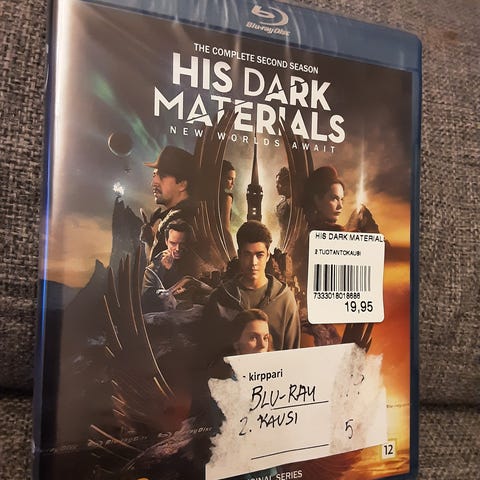 Blu-ray Disc
THE COMPLETE SECOND SEASON
HIS DARK
MATERIALS
NEW WORLDS AWAIT
HIS DARK MATERIAL
2 TUOTANTOKAUSI
7333018018686
19,95
kirppari
BLU-RAY
2. KAUSI
5
12
SERIES